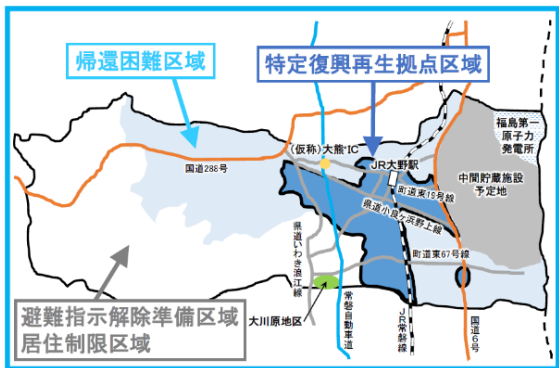 帰還困難区域
特定復興再生拠点区域
福島第一
原子力
発電所
(仮称)大熊IC
JR大野駅
国道288号
中間貯蔵施設
予定地
町道東19号線
県道小良ヶ浜野上線
県道いわき浪江線
町道東67号線
大川原地区
避難指示解除準備区域
居住制限区域
常磐自動車道
JR常磐線
国道6号